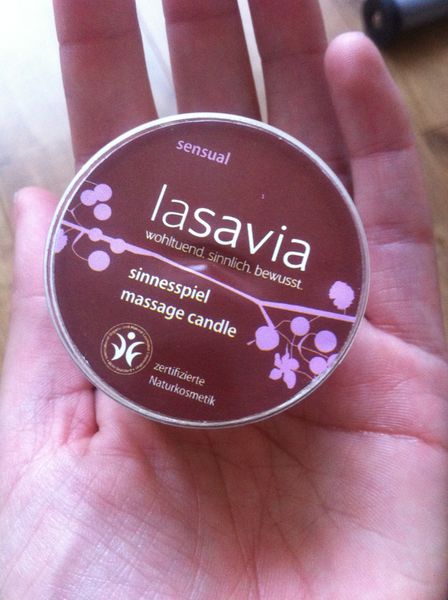 sensual
lasavia
wohltuend. sinnlich. bewusst.
sinnesspiel
massage candle
zertifizierte
Naturkosmetik